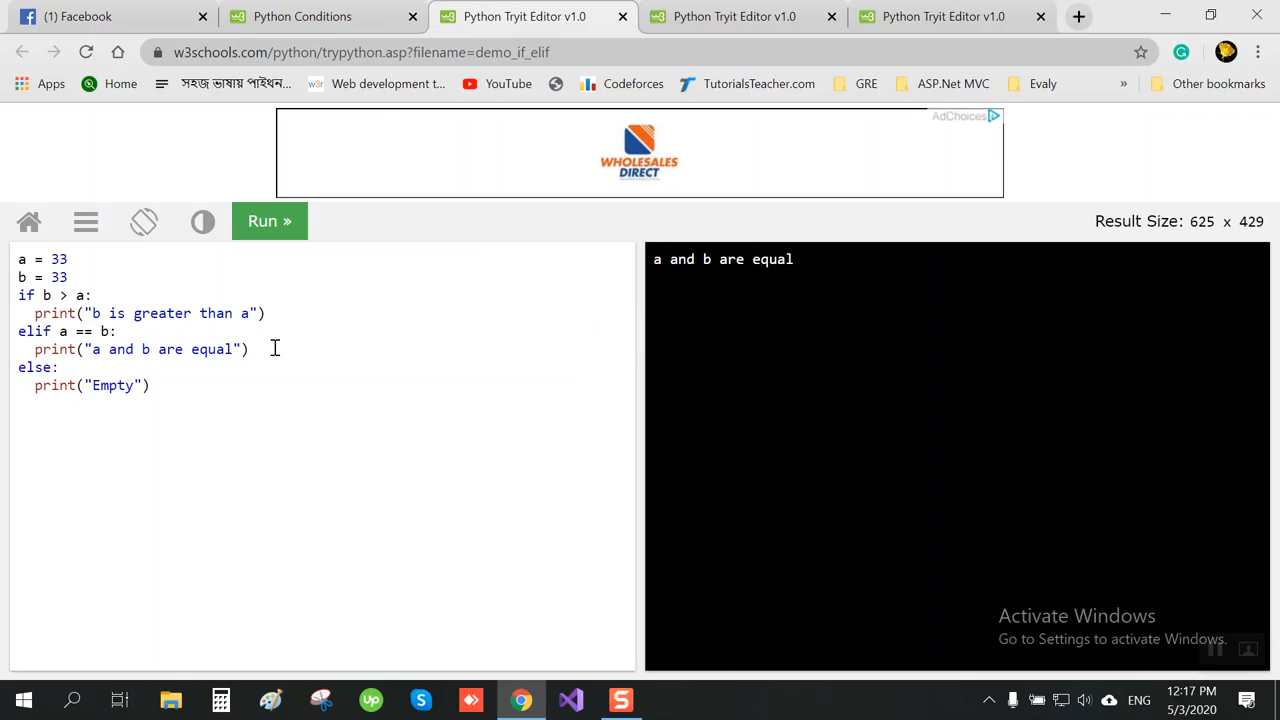 (1) Facebook
Python Conditions
Python Tryit Editor v1.0
Python Tryit Editor v1.0
Python Tryit Editor v1.0
w3schools.com/python/trypython.asp?filename=demo_if_elif
Apps
Home
সহজ ভাষায় পাইথন...
w3r
Web development t...
YouTube
Codeforces
TutorialsTeacher.com
GRE
ASP.Net MVC
Evaly
»
Other bookmarks
AdChoices
WHOLESALES
DIRECT
Run »
Result Size: 625 x 429
a = 33
b = 33
if b > a:
  print("b is greater than a")
elif a == b:
  print("a and b are equal")
else:
  print("Empty")
a and b are equal
Activate Windows
Go to Settings to activate Windows.
ENG
12:17 PM
5/3/2020